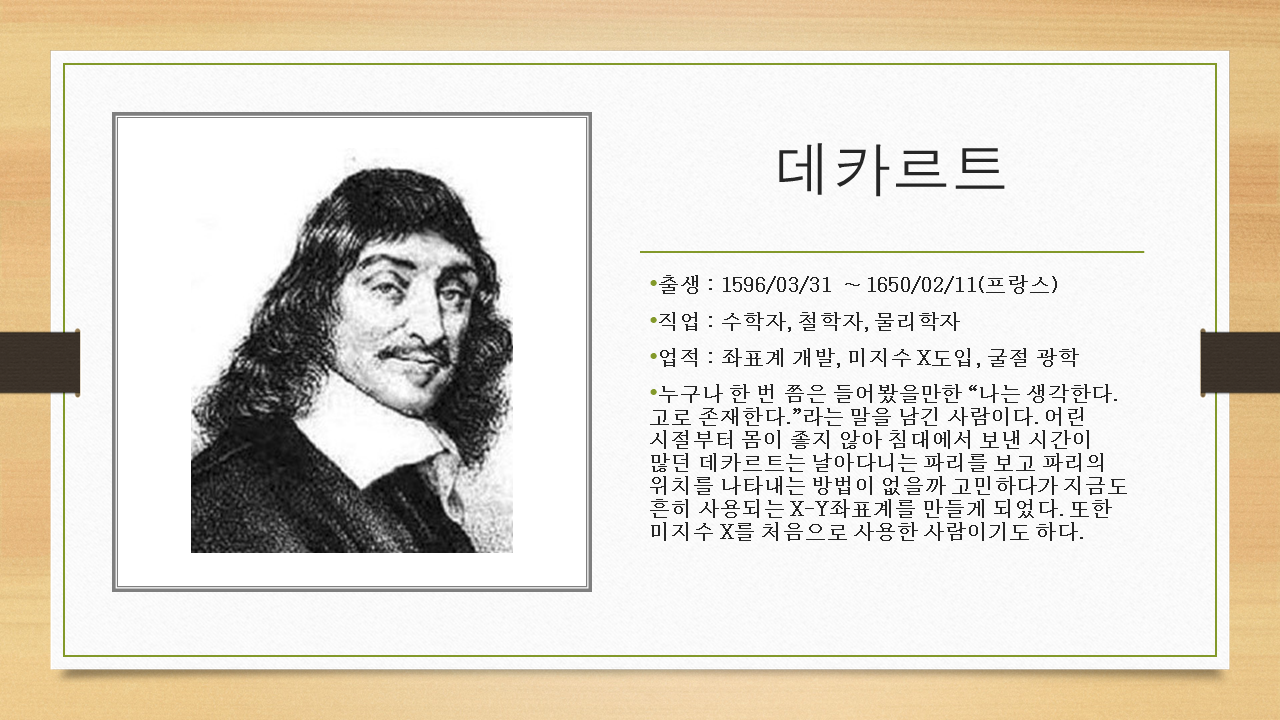 데카르트
•출생 : 1596/03/31 ~ 1650/02/11(프랑스)
•직업 : 수학자, 철학자, 물리학자
•업적 : 좌표계 개발, 미지수 X도입, 굴절 광학
•누구나 한 번 쯤은 들어봤을만한 “나는 생각한다.
고로 존재한다.”라는 말을 남긴 사람이다. 어린
시절부터 몸이 좋지 않아 침대에서 보낸 시간이
많던 데카르트는 날아다니는 파리를 보고 파리의
위치를 나타내는 방법이 없을까 고민하다가 지금도
흔히 사용되는 X-Y좌표계를 만들게 되었다. 또한
미지수 X를 처음으로 사용한 사람이기도 하다.